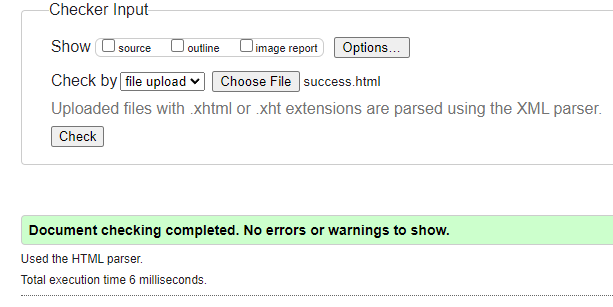 Checker Input
Show source outline image report Options...
Check by file upload Choose File success.html
Uploaded files with .xhtml or .xht extensions are parsed using the XML parser.
Check
Document checking completed. No errors or warnings to show.
Used the HTML parser.
Total execution time 6 milliseconds.